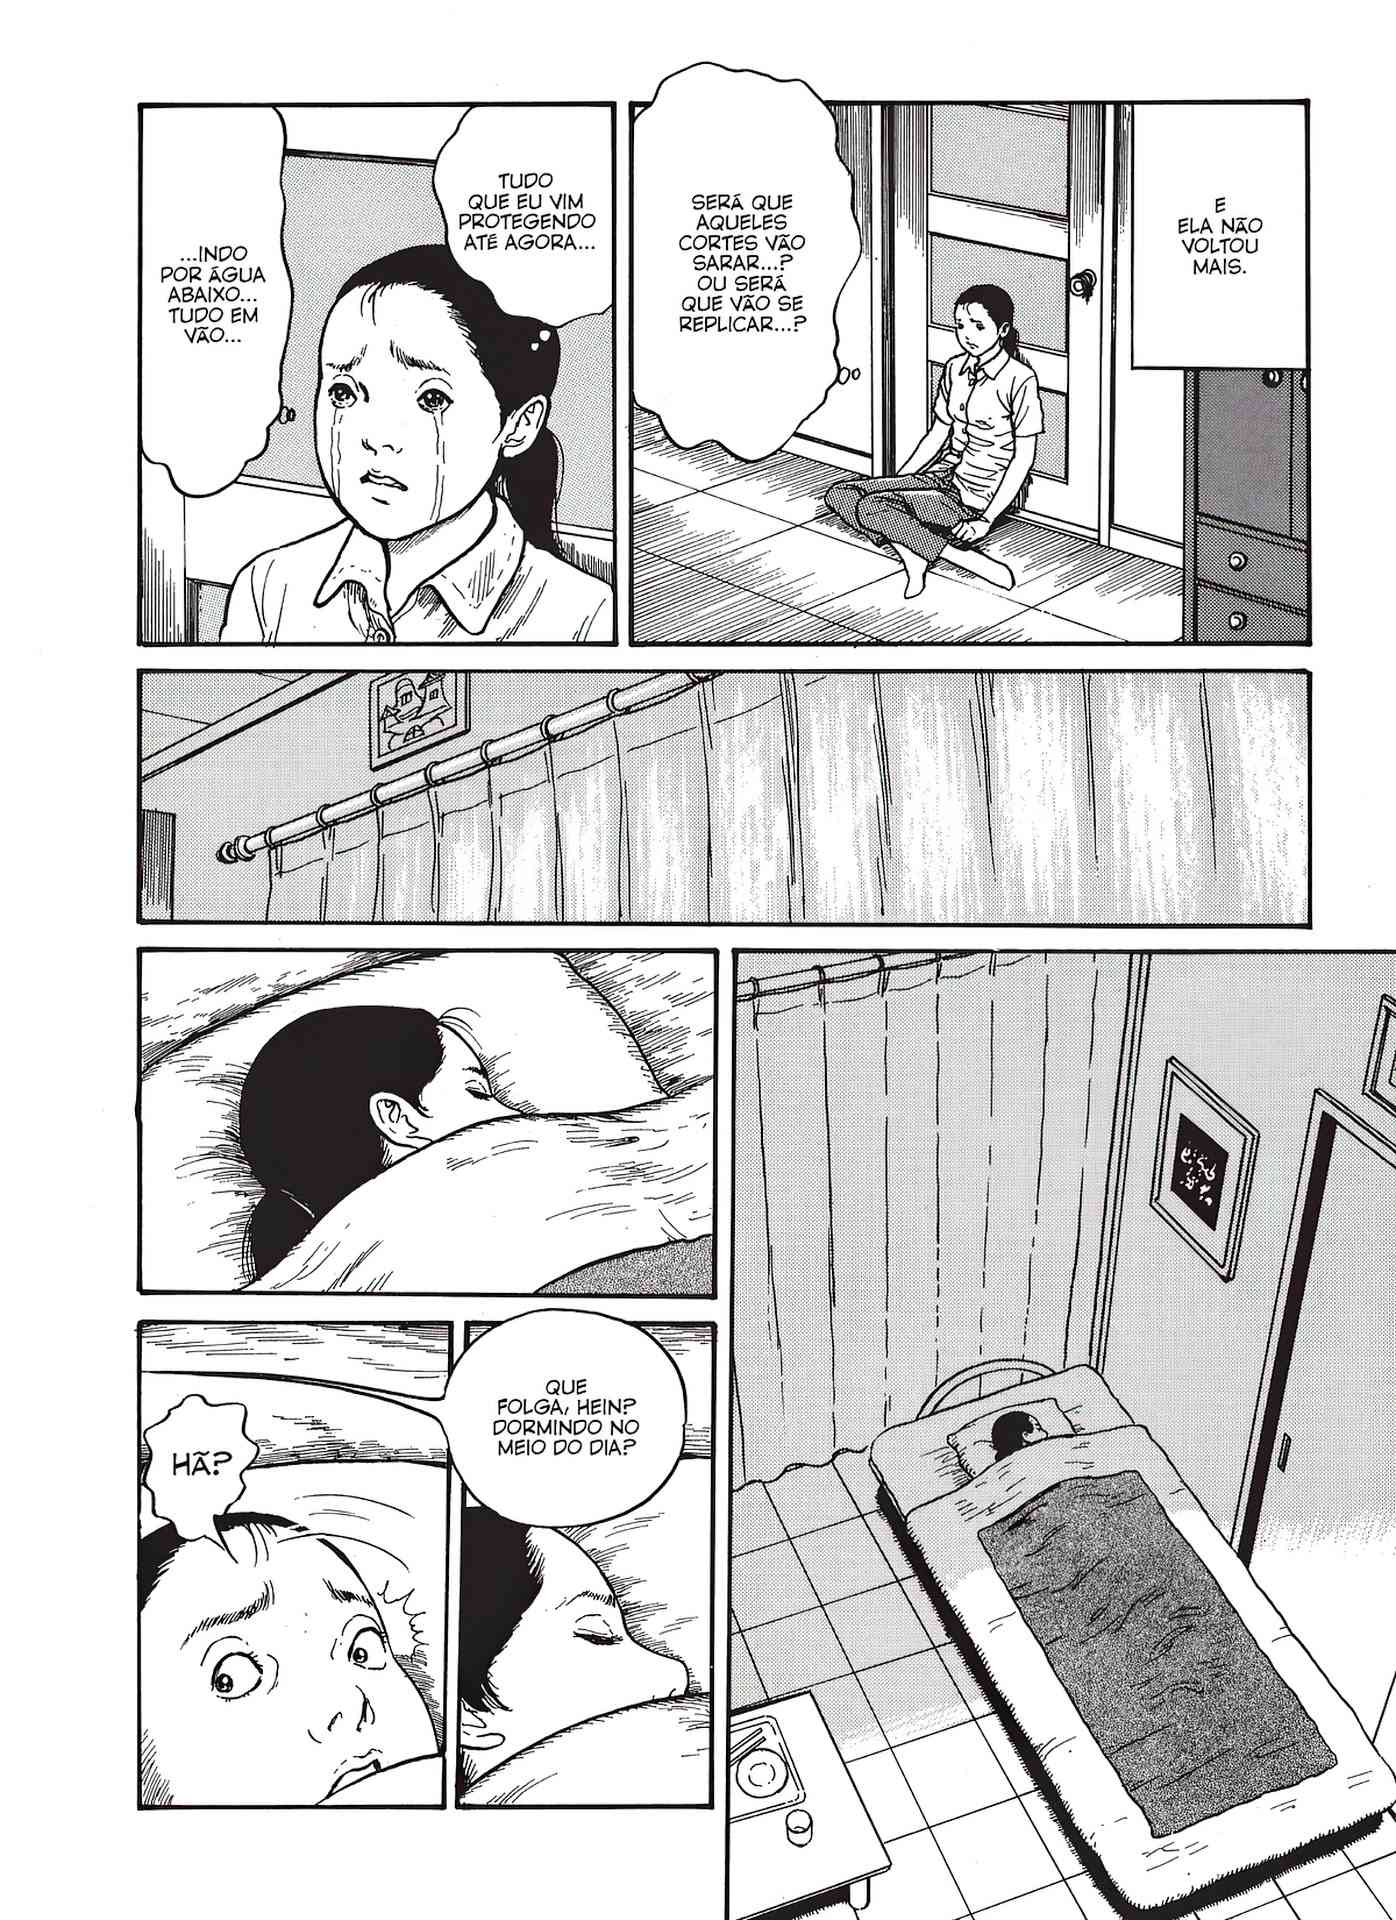 E
ELA NÃO
VOLTOU
MAIS.
SERÁ QUE
AQUELES
CORTES VÃO
SARAR...?
OU SERÁ
QUE VÃO SE
REPLICAR...?
TUDO
QUE EU VIM
PROTEGENDO
ATÉ AGORA...
...INDO
POR ÁGUA
ABAIXO...
TUDO EM
VÃO...
QUE
FOLGA, HEIN?
DORMINDO NO
MEIO DO DIA?
HÃ?